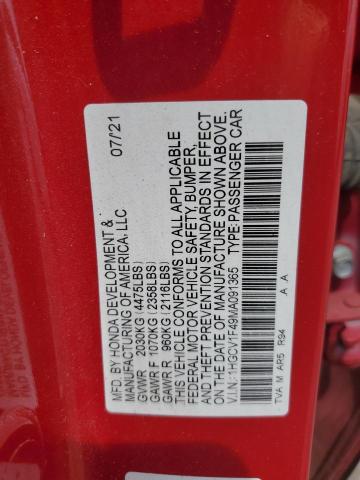 MFD. BY HONDA DEVELOPMENT & 07/'21
MANUFACTURING OF AMERICA, LLC
GVWR 2030KG (4475LBS)
GAWR F 1070KG (2356LBS)
GAWR R 960KG (2116LBS)
THIS VEHICLE CONFORMS TO ALL APPLICABLE
FEDERAL MOTOR VEHICLE SAFETY, BUMPER,
AND THEFT PREVENTION STANDARDS IN EFFECT
ON THE DATE OF MANUFACTURE SHOWN ABOVE.
V.I.N: 1HGCV1F49MA091365 TYPE: PASSENGER CAR
TVA M AR5 R94 A A